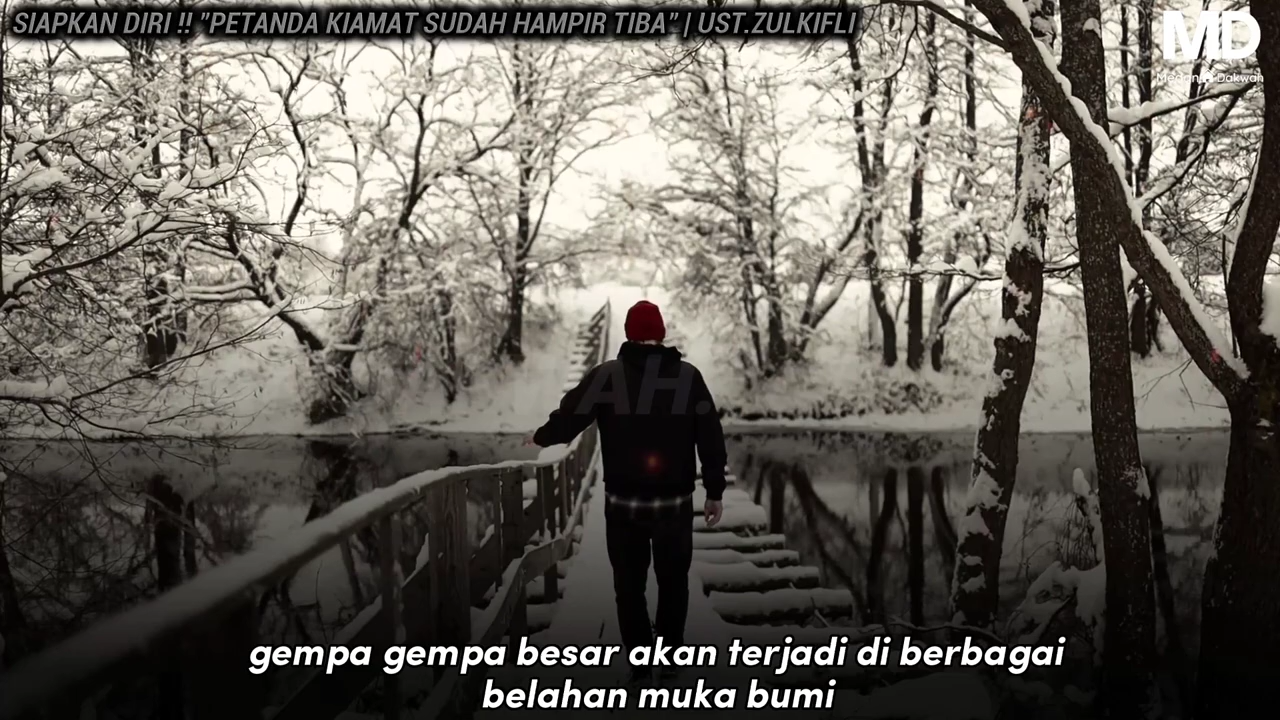 SIAPKAN DIRI !! "PETANDA KIAMAT SUDAH HAMPIR TIBA" | UST.ZULKIFLI
MD
gempa gempa besar akan terjadi di berbagai
belahan muka bumi